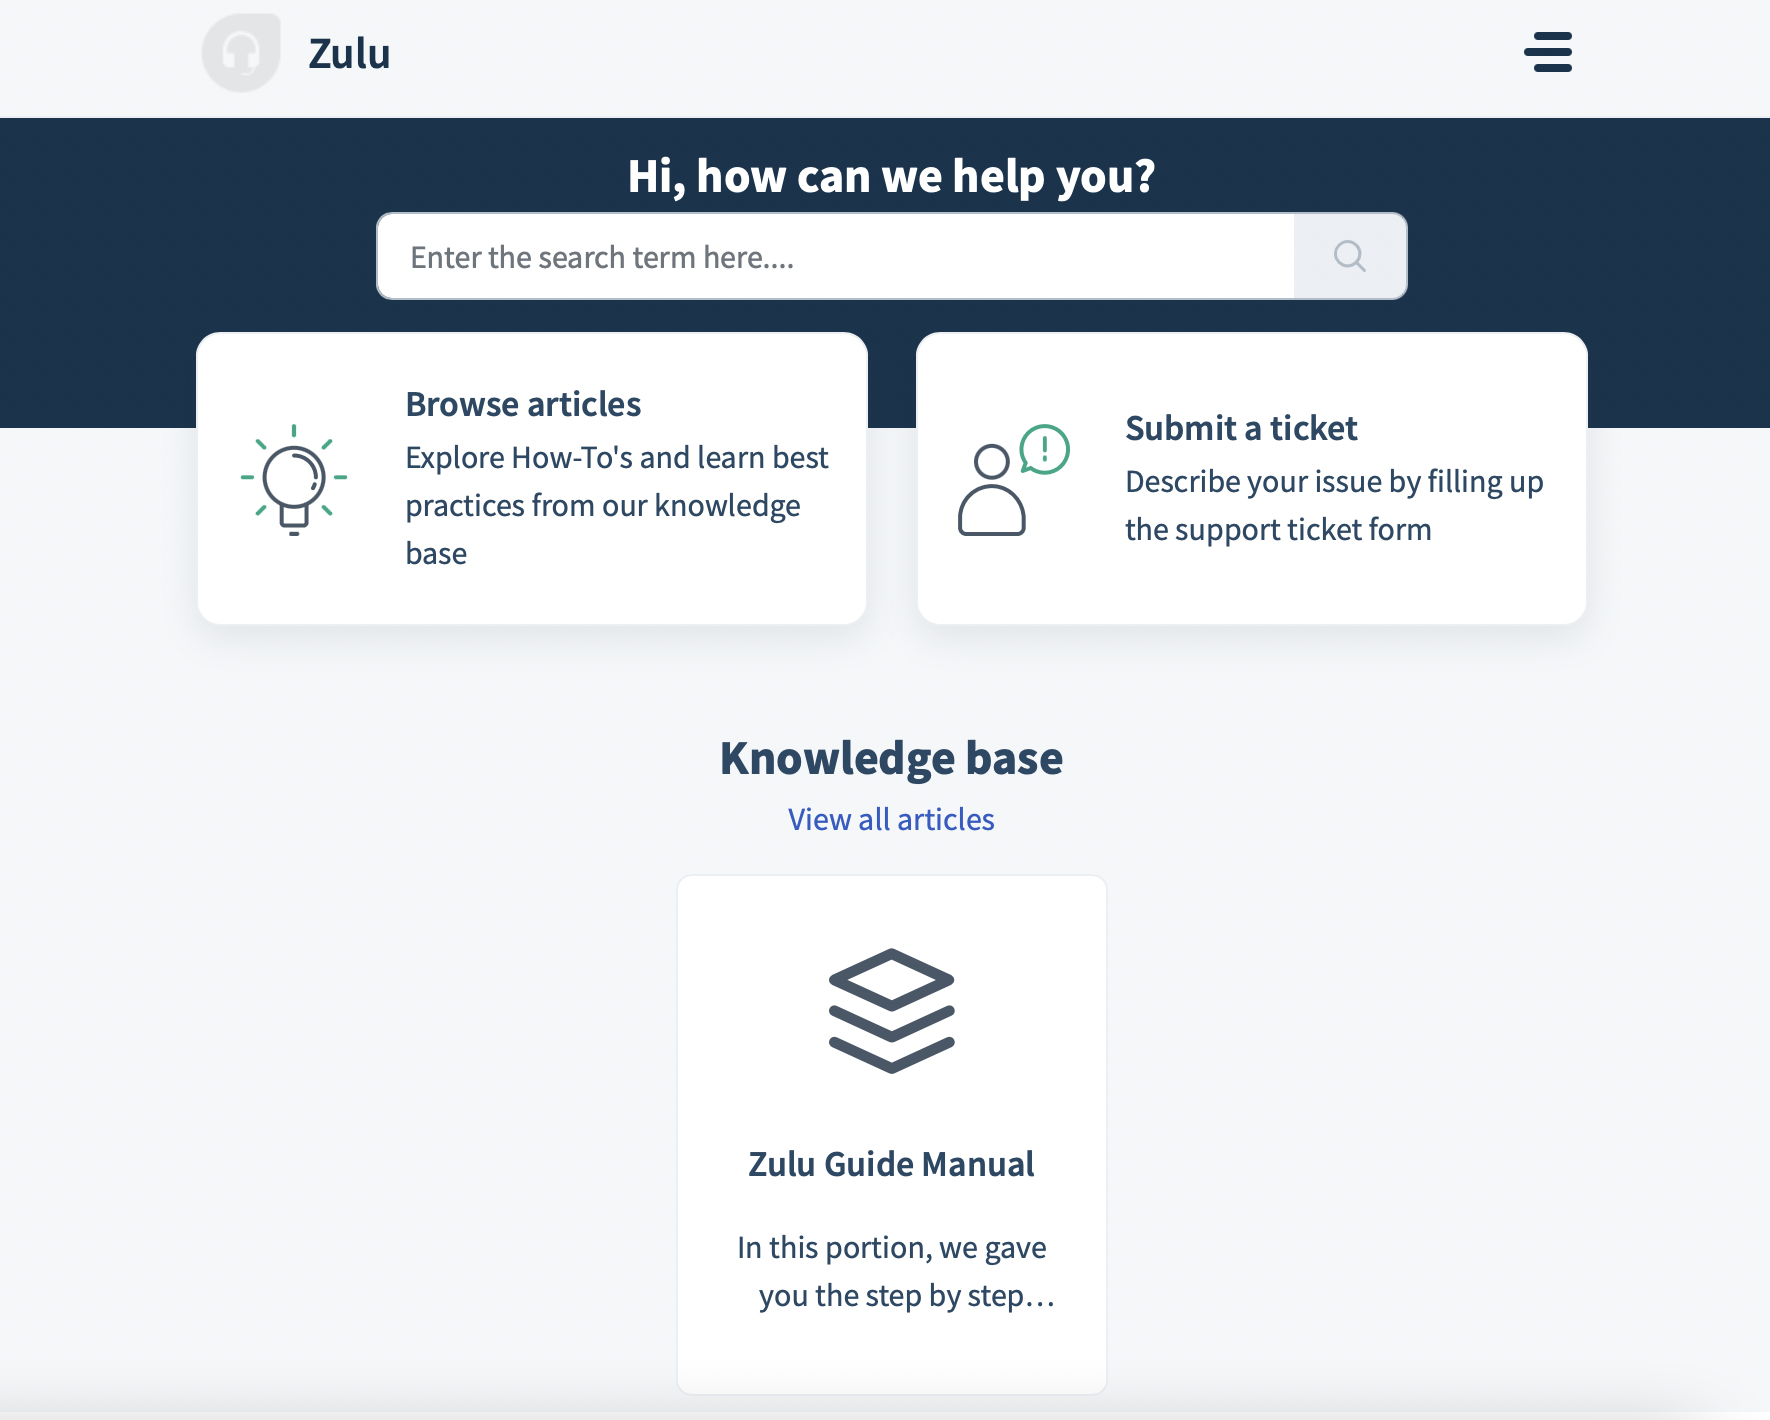 Zulu
Hi, how can we help you?
Enter the search term here....
Browse articles
Explore How-To's and learn best
practices from our knowledge
base
Submit a ticket
Describe your issue by filling up
the support ticket form
Knowledge base
View all articles
Zulu Guide Manual
In this portion, we gave
you the step by step...